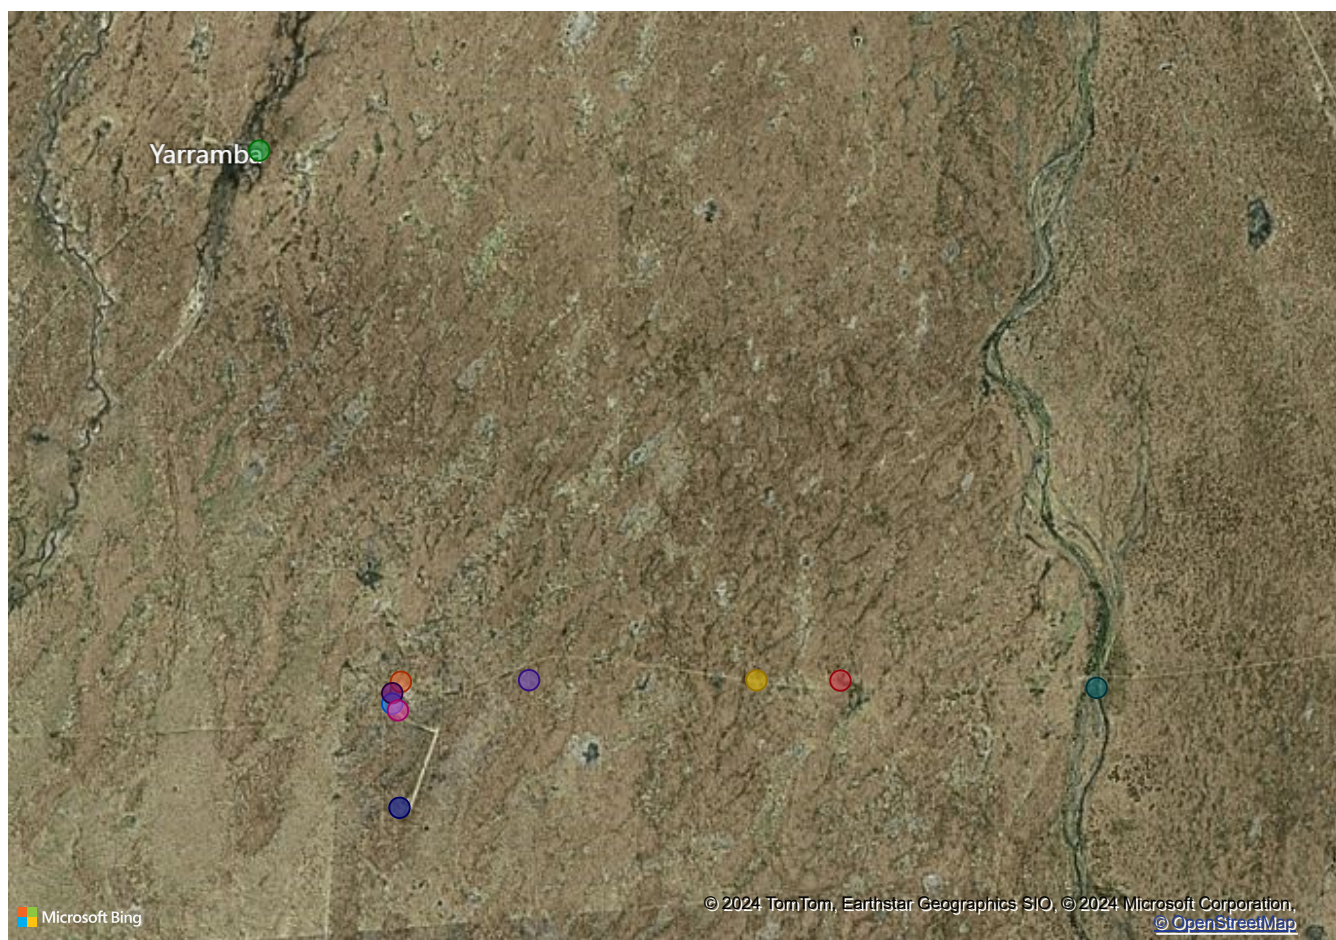 Yarramba
Microsoft Bing
© 2024 TomTom, Earthstar Geographics SIO, © 2024 Microsoft Corporation,
© OpenStreetMap